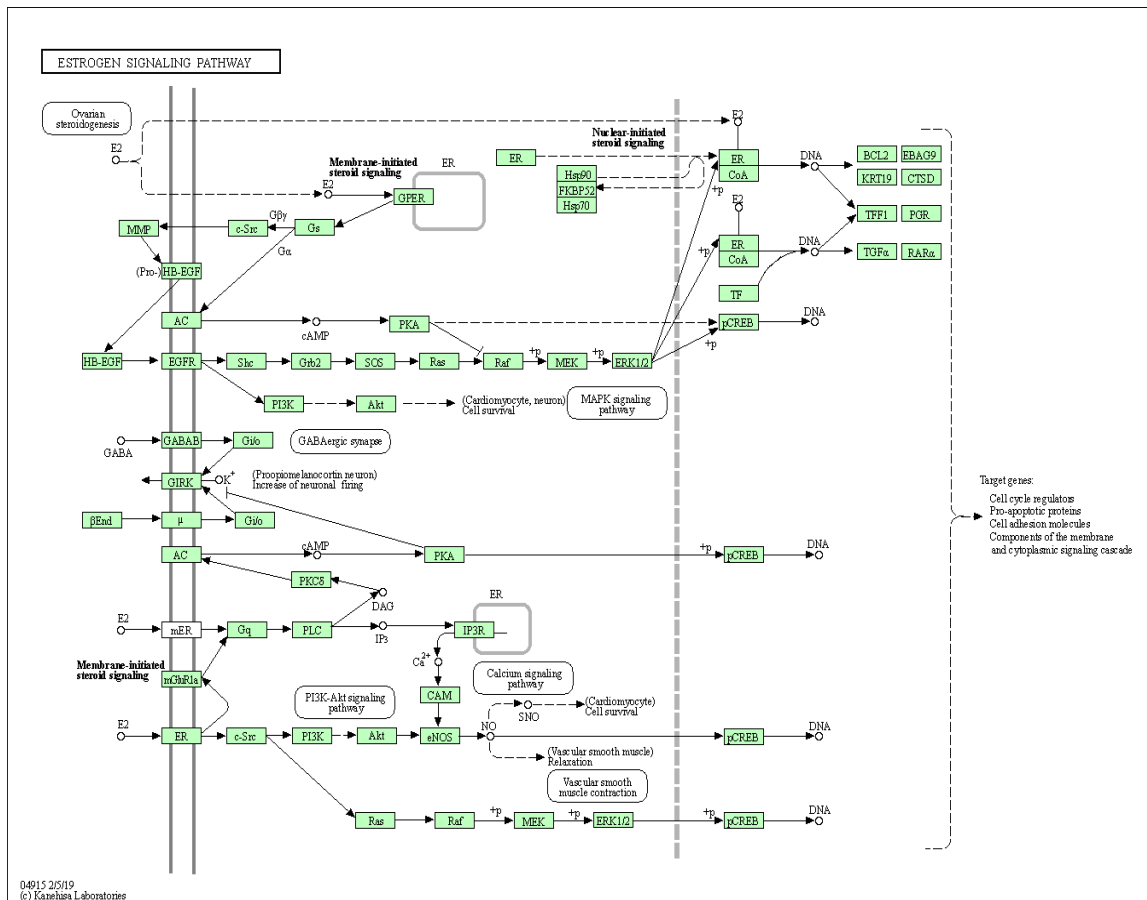 ESTROGEN SIGNALING PATHWAY
Ovarian
steroidogenesis
E2
Membrane-initiated
steroid signaling
E2
GPER
ER
ER
Nuclear-initiated
steroid signaling
Hsp90
FKBP52
Hsp70
E2
ER
CoA
DNA
BCL2
EBAG9
KRT19
CTSD
TFF1
PGR
TGFα
RARα
+p
E2
+p
ER
CoA
DNA
TF
MMP
c-Src
Gβγ
Gs
Gα
(Pro-)
HB-EGF
AC
cAMP
PKA
pCREB
DNA
+p
HB-EGF
EGFR
Shc
Grb2
SOS
Ras
Raf
+p
MEK
+p
ERK1/2
PI3K
Akt
(Cardiomyocyte, neuron)
Cell survival
MAPK signaling
pathway
GABA
GABAB
Gi/o
GABAergic synapse
GIRK
K+
(Proopiomelanocortin neuron)
Increase of neuronal firing
βEnd
μ
Gi/o
AC
cAMP
PKA
+p
pCREB
DNA
PKCδ
DAG
E2
mER
Gq
PLC
IP3
IP3R
ER
Ca2+
Membrane-initiated
steroid signaling
mGluR1a
CAM
Calcium signaling
pathway
PI3K-Akt signaling
pathway
E2
ER
c-Src
PI3K
Akt
eNOS
NO
SNO
(Cardiomyocyte)
Cell survival
(Vascular smooth muscle)
Relaxation
pCREB
DNA
Vascular smooth
muscle contraction
Ras
Raf
+p
MEK
+p
ERK1/2
+p
pCREB
DNA
Target genes:
Cell cycle regulators
Pro-apoptotic proteins
Cell adhesion molecules
Components of the membrane
and cytoplasmic signaling cascade
04915 2/5/19
(c) Kanehisa Laboratories